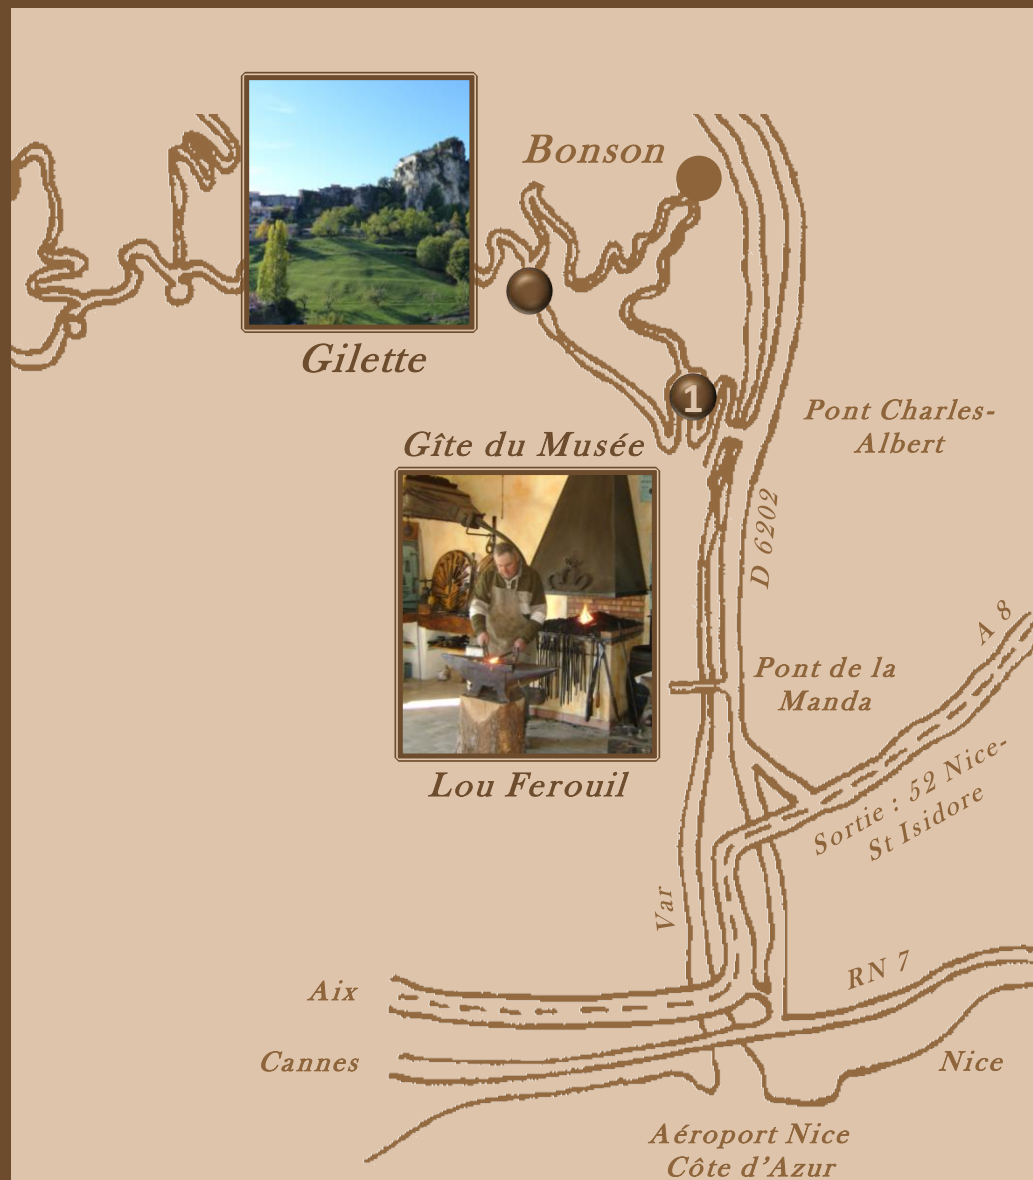 Bonson
Gilette
1
Pont Charles-
Albert
Gîte du Musée
D 6202
A 8
Pont de la
Manda
Sortie : 52 Nice-
St Isidore
Lou Ferouil
Var
RN 7
Aix
Cannes
Nice
Aéroport Nice
Côte d’Azur